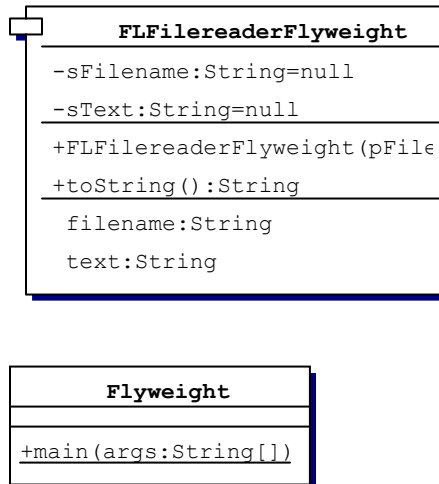 FLFilereaderFlyweight
-sFilename:String=null
-sText:String=null
+FLFilereaderFlyweight(pFile
+toString():String
filename:String
text:String
Flyweight
+main(args:String[])